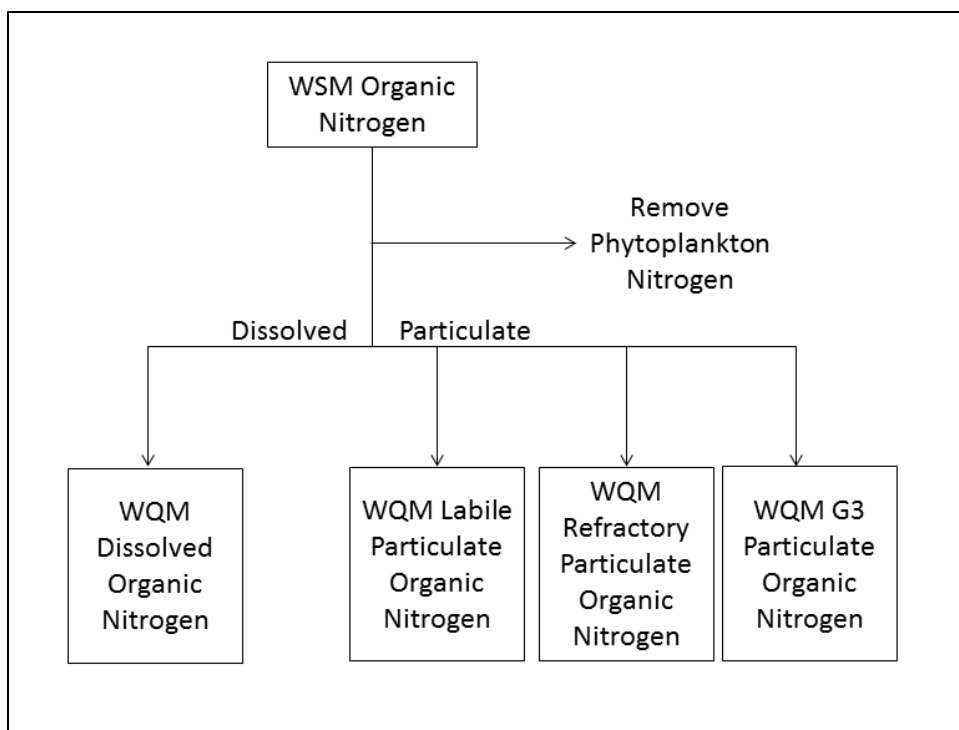 WSM Organic
Nitrogen
Remove
Phytoplankton
Nitrogen
Dissolved
Particulate
WQM
Dissolved
Organic
Nitrogen
WQM Labile
Particulate
Organic
Nitrogen
WQM
Refractory
Particulate
Organic
Nitrogen
WQM G3
Particulate
Organic
Nitrogen